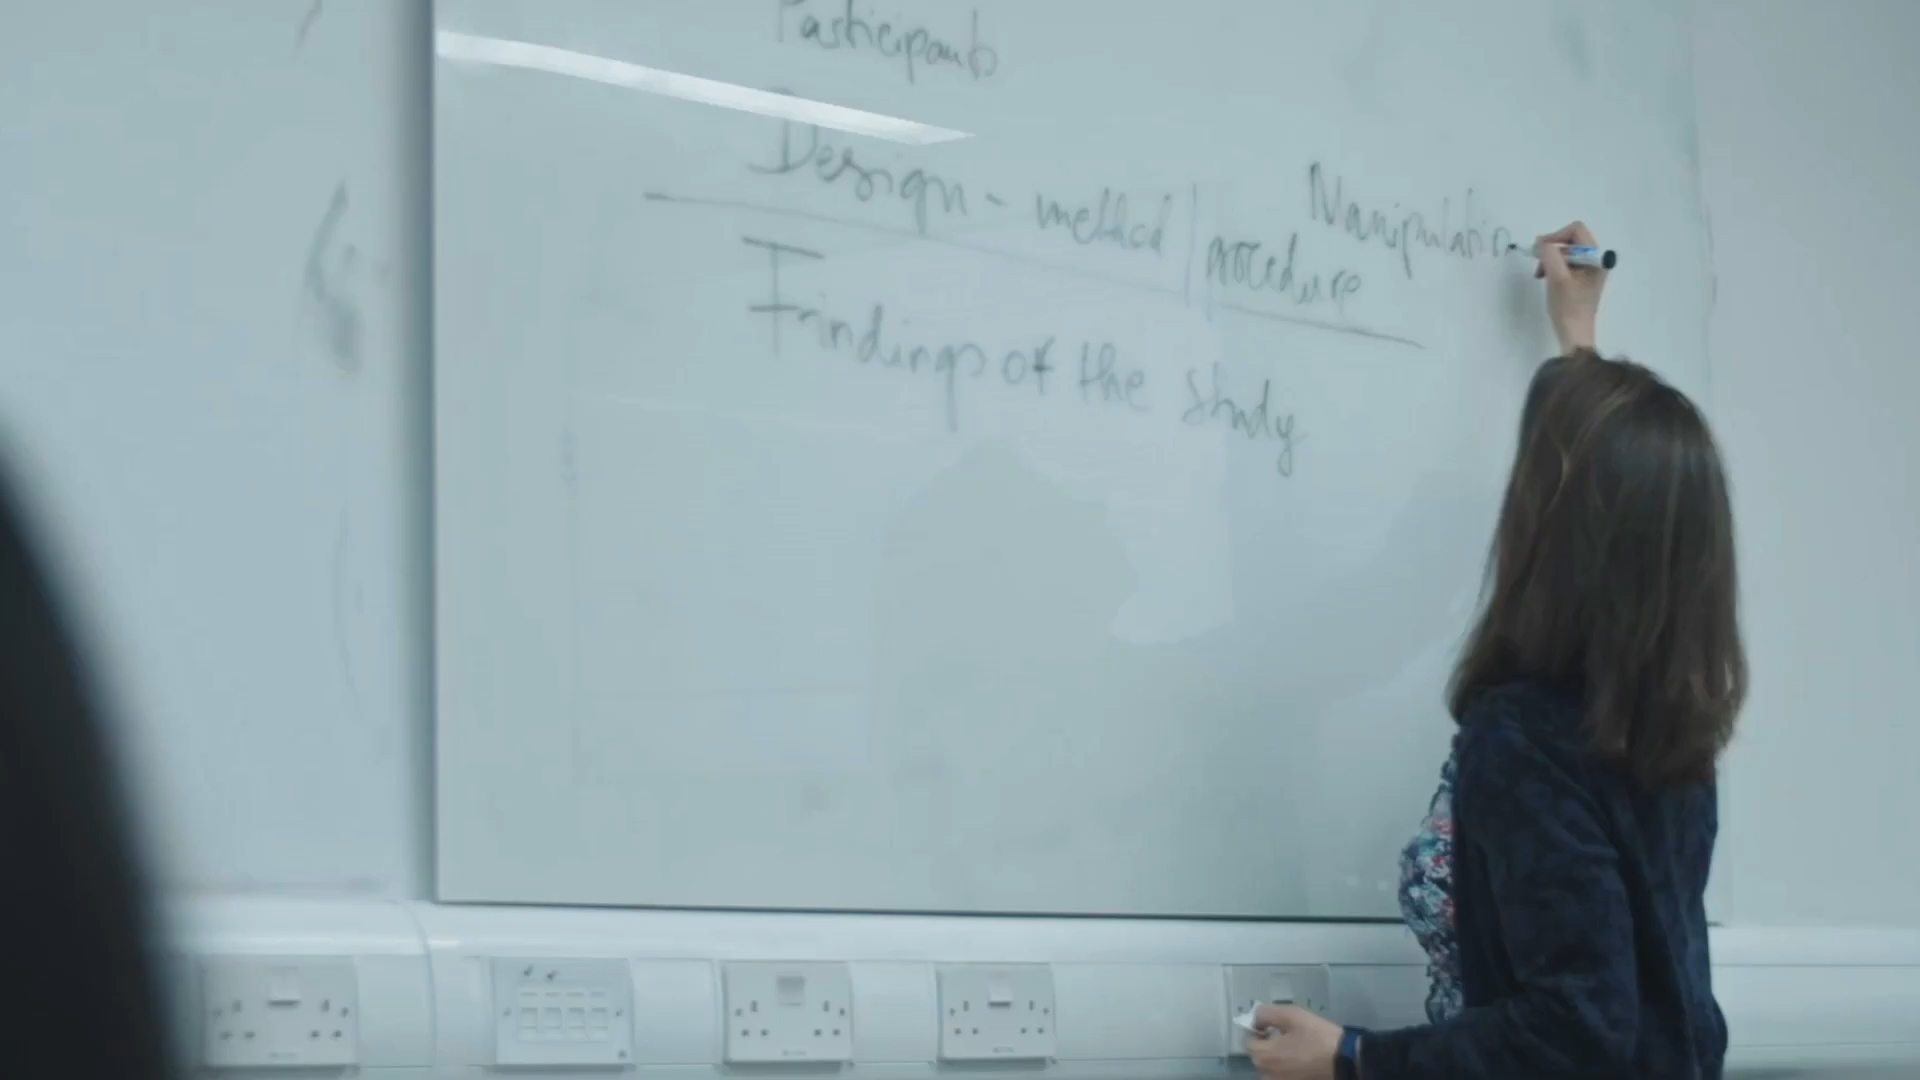 Participants
Design - method / procedure
Manipulation
Findings of the study